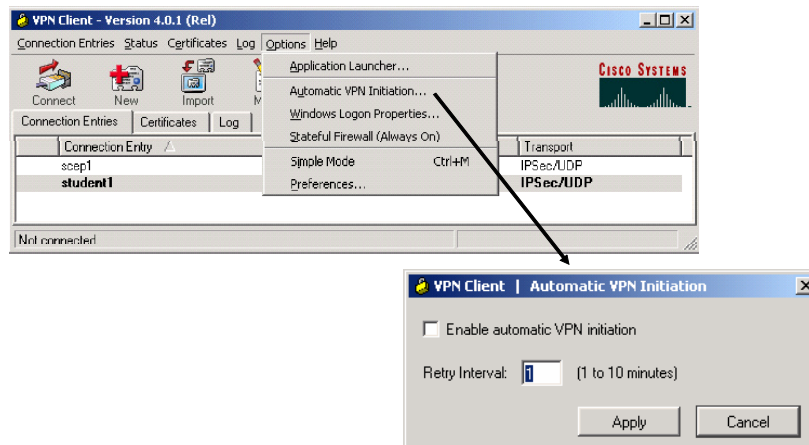 VPN Client - Version 4.0.1 (Rel)
Connection Entries Status Certificates Log Options Help
Application Launcher...
Automatic VPN Initiation...
Windows Logon Properties...
Stateful Firewall (Always On)
Simple Mode Ctrl+M
Preferences...
CISCO SYSTEMS
Connect New Import
Connection Entries Certificates Log
Connection Entry Transport
scep1 IPSec/UDP
student1 IPSec/UDP
Not connected
VPN Client | Automatic VPN Initiation
Enable automatic VPN initiation
Retry Interval: 1 (1 to 10 minutes)
Apply Cancel